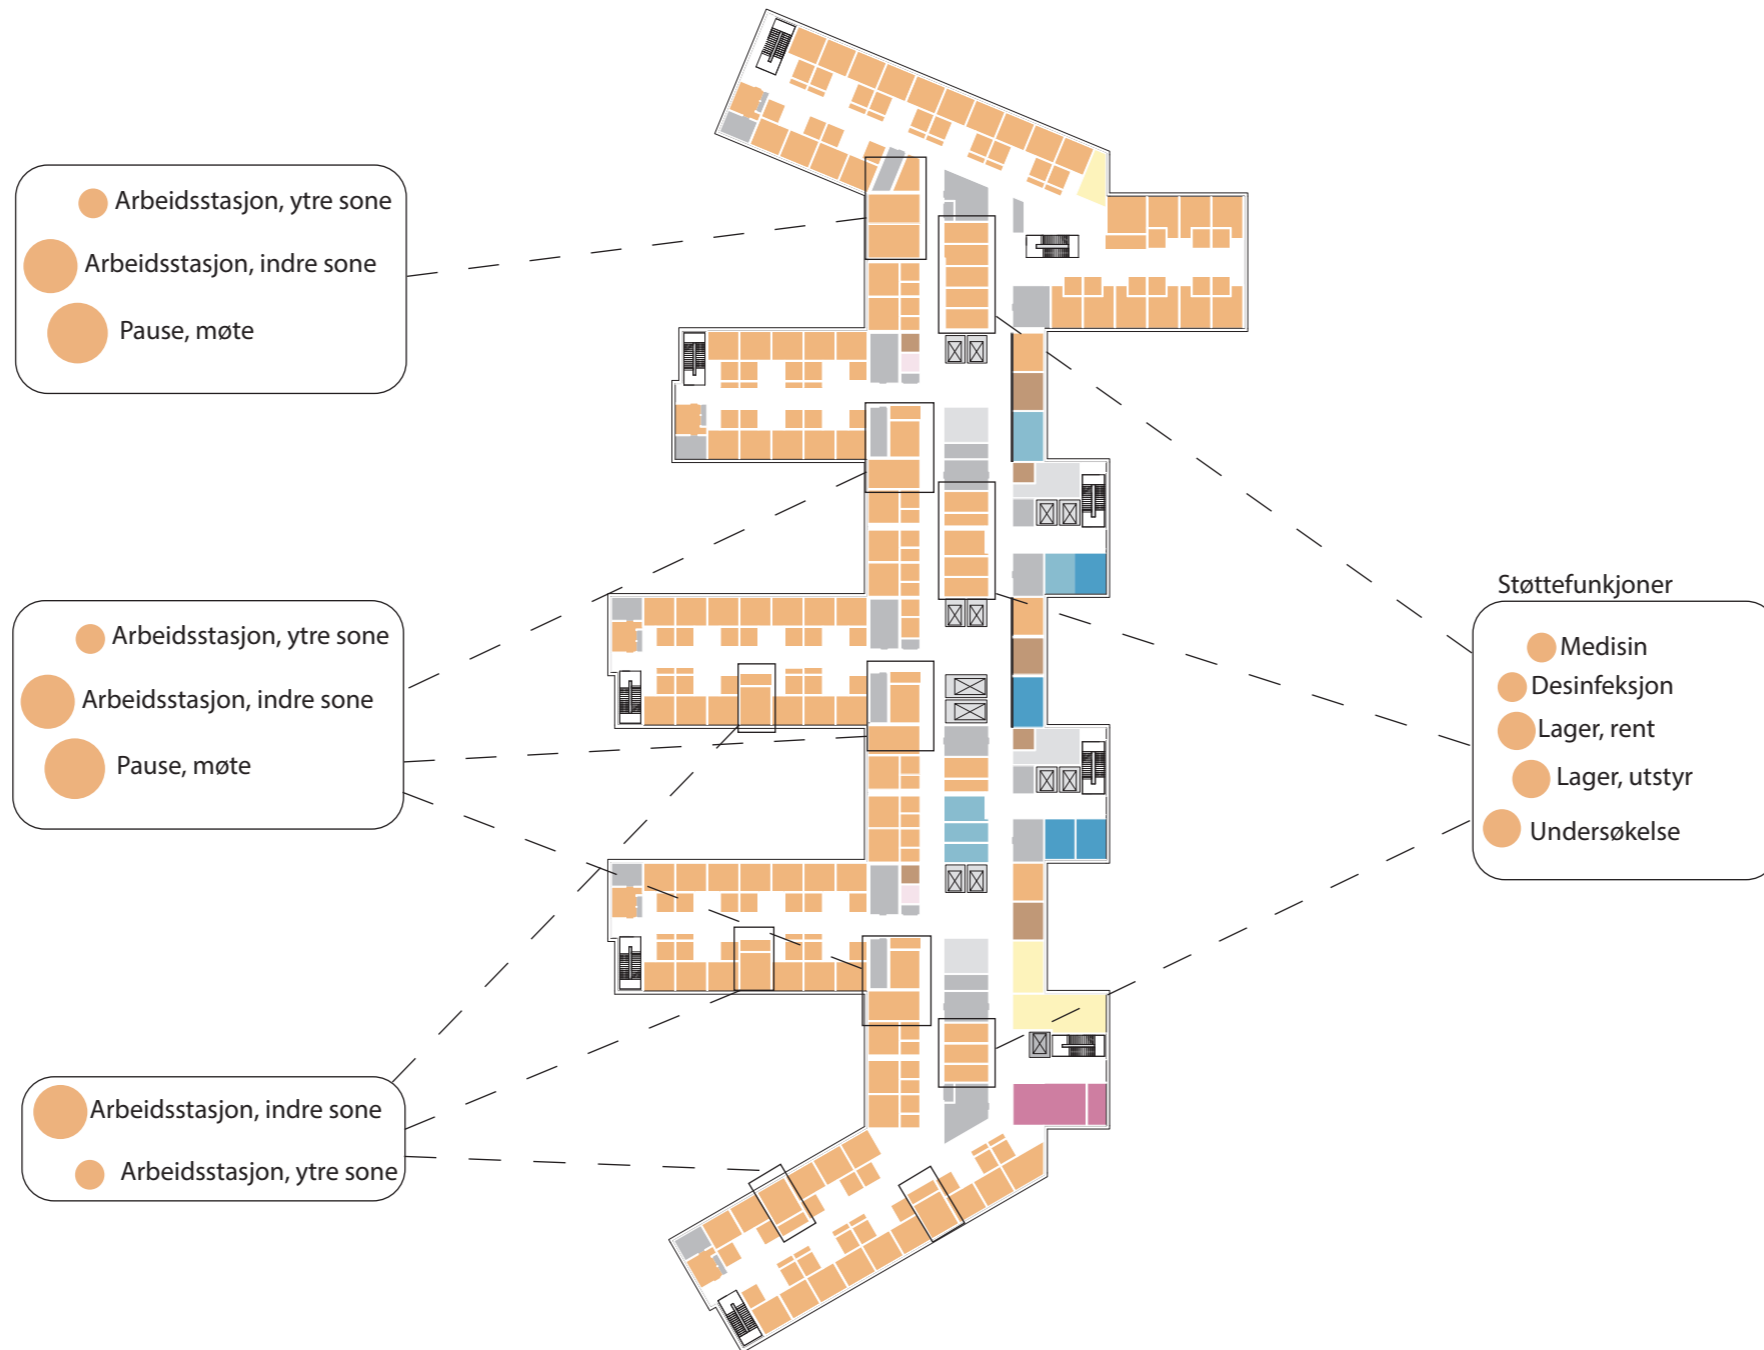 Arbeidsstasjon, ytre sone
Arbeidsstasjon, indre sone
Pause, møte
Arbeidsstasjon, ytre sone
Arbeidsstasjon, indre sone
Pause, møte
Arbeidsstasjon, indre sone
Arbeidsstasjon, ytre sone
Støttefunkjoner
Medisin
Desinfeksjon
Lager, rent
Lager, utstyr
Undersøkelse